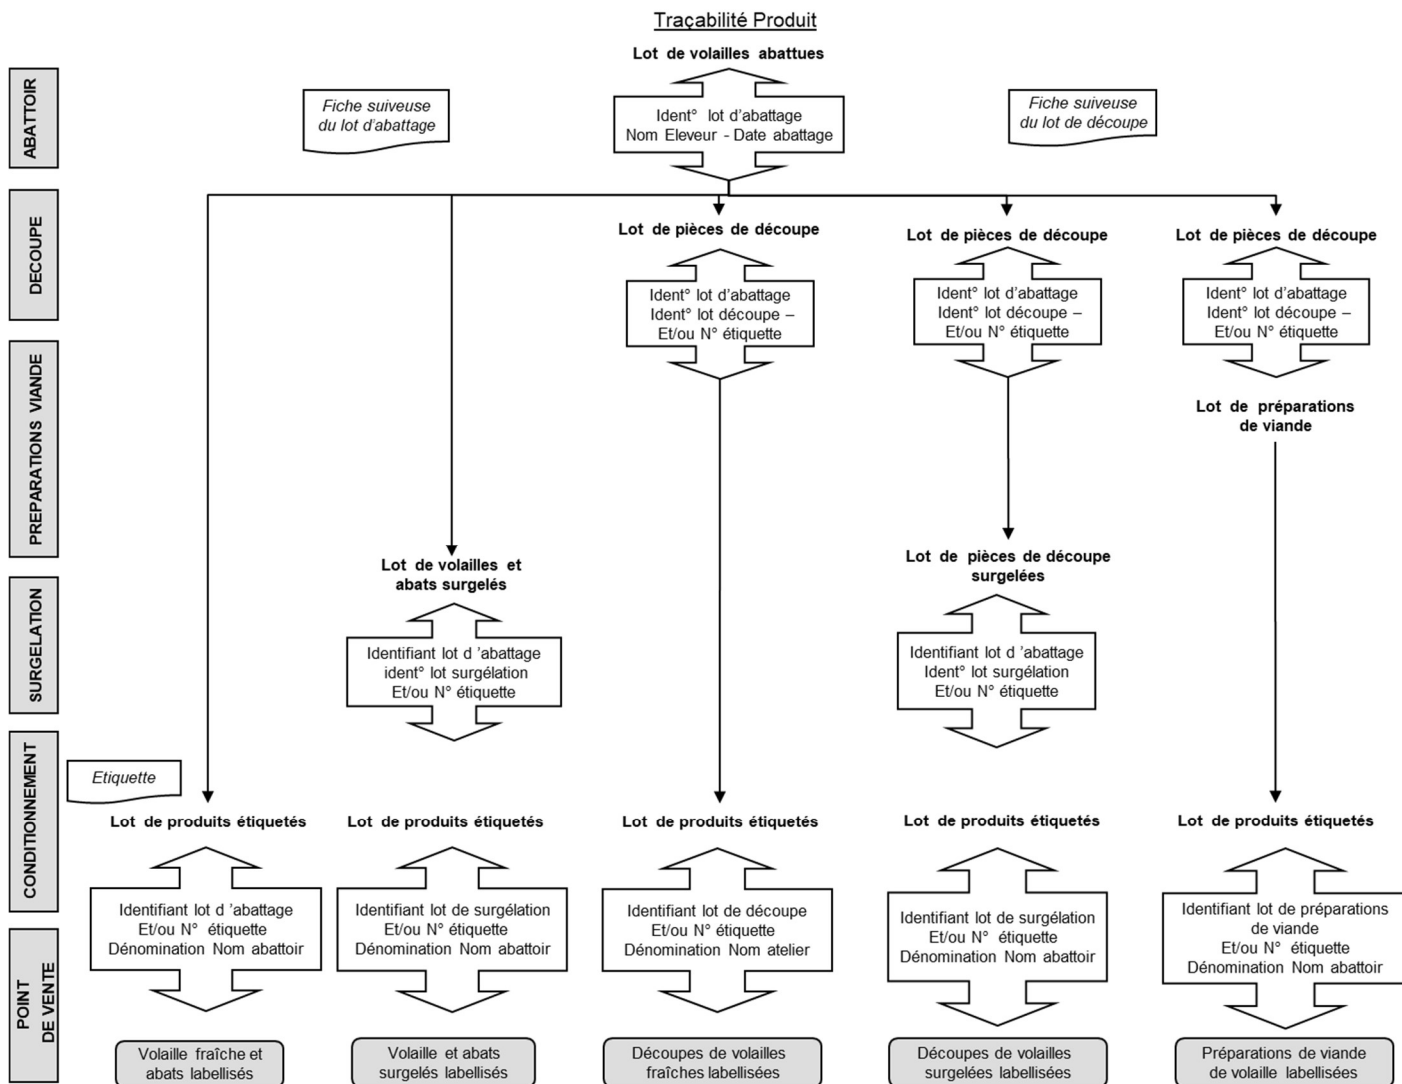 Traçabilité Produit
Lot de volailles abattues
ABATTOIR
Fiche suiveuse
du lot d'abattage
Ident° lot d'abattage
Nom Eleveur - Date abattage
Fiche suiveuse
du lot de découpe
DECOUPE
Lot de pièces de découpe
Ident° lot d'abattage
Ident° lot découpe –
Et/ou N° étiquette
Lot de pièces de découpe
Ident° lot d'abattage
Ident° lot découpe –
Et/ou N° étiquette
Lot de pièces de découpe
Ident° lot d'abattage
Ident° lot découpe –
Et/ou N° étiquette
PREPARATIONS VIANDE
Lot de préparations
de viande
SURGELATION
Lot de volailles et
abats surgelés
Identifiant lot d 'abattage
ident° lot surgélation
Et/ou N° étiquette
Lot de pièces de découpe
surgelées
Identifiant lot d 'abattage
Ident° lot surgélation
Et/ou N° étiquette
CONDITIONNEMENT
Etiquette
Lot de produits étiquetés
Identifiant lot d 'abattage
Et/ou N° étiquette
Dénomination Nom abattoir
Lot de produits étiquetés
Identifiant lot de surgélation
Et/ou N° étiquette
Dénomination Nom abattoir
Lot de produits étiquetés
Identifiant lot de découpe
Et/ou N° étiquette
Dénomination Nom atelier
Lot de produits étiquetés
Identifiant lot de surgélation
Et/ou N° étiquette
Dénomination Nom abattoir
Lot de produits étiquetés
Identifiant lot de préparations
de viande
Et/ou N° étiquette
Dénomination Nom abattoir
POINT
DE VENTE
Volaille fraîche et
abats labellisés
Volaille et abats
surgelés labellisés
Découpes de volailles
fraîches labellisées
Découpes de volailles
surgelées labellisées
Préparations de viande
de volaille labellisées